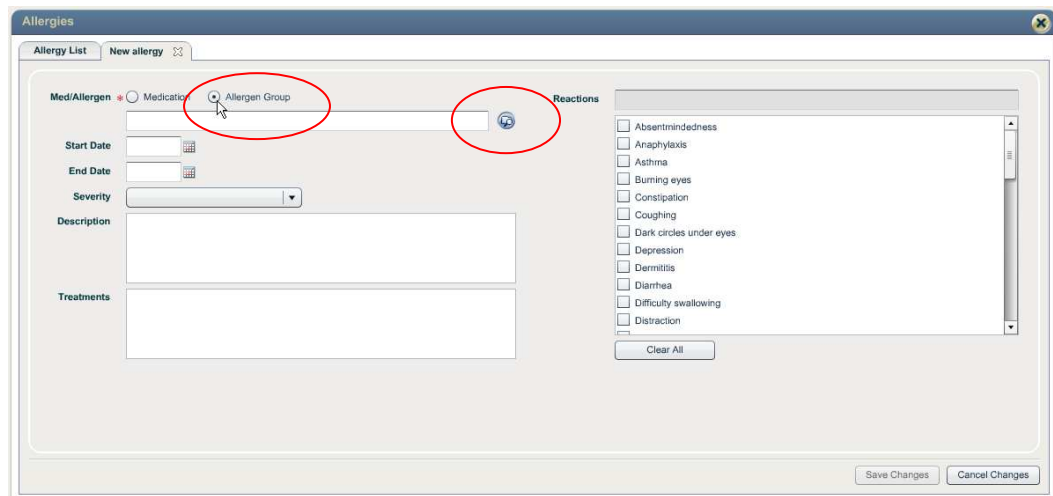 Allergies
Allergy List
New allergy
Med/Allergen * Medication Allergen Group
Start Date
End Date
Severity
Description
Treatments
Reactions
Absentmindedness
Anaphylaxis
Asthma
Burning eyes
Constipation
Coughing
Dark circles under eyes
Depression
Dermititis
Diarrhea
Difficulty swallowing
Distraction
Clear All
Save Changes
Cancel Changes